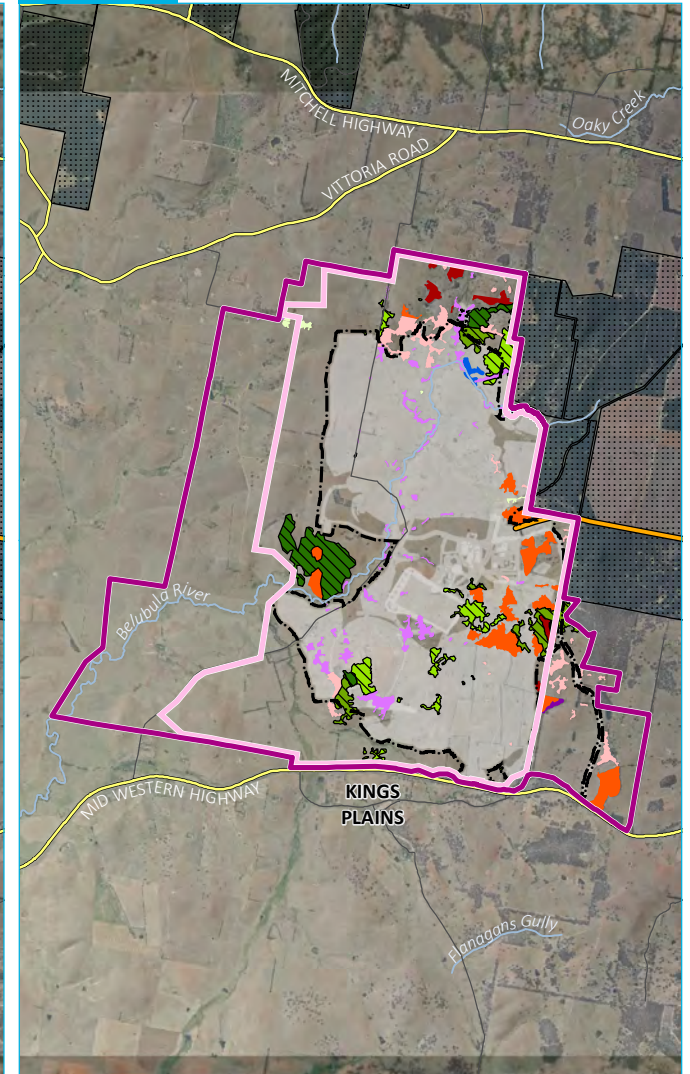 MITCHELL HIGHWAY
Oaky Creek
VITTORIA ROAD
Belubula River
MID WESTERN HIGHWAY
KINGS
PLAINS
Flanagans Gully